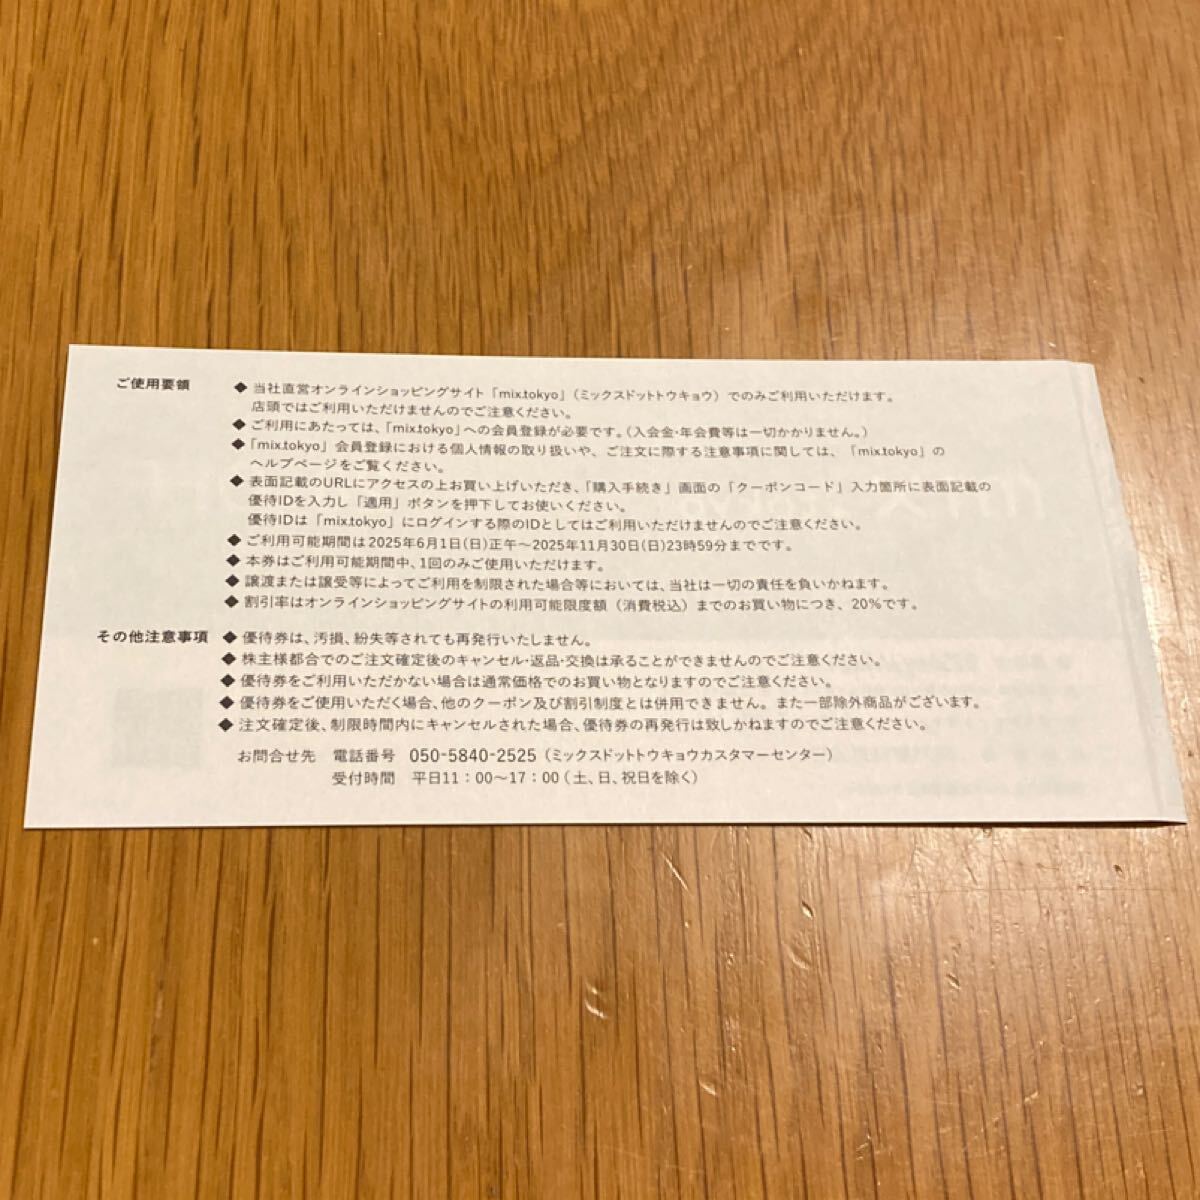 ご使用要領
◆ 当社直営オンラインショッピングサイト「mix.tokyo」(ミックスドットトウキョウ)でのみご利用いただけます。
店頭ではご利用いただけませんのでご注意ください。
◆ ご利用にあたっては、「mix.tokyo」への会員登録が必要です。(入会金・年会費等は一切かかりません。)
◆「mix.tokyo」会員登録における個人情報の取り扱いや、ご注文に際する注意事項に関しては、「mix.tokyo」の
ヘルプページをご覧ください。
◆ 表面記載のURLにアクセスの上お買い上げいただき、「購入手続き」画面の「クーポンコード」入力箇所に表面記載の
優待IDを入力し「適用」ボタンを押下してお使いください。
優待IDは「mix.tokyo」にログインする際のIDとしてはご利用いただけませんのでご注意ください。
◆ ご利用可能期間は2025年6月1日(日)正午～2025年11月30日(日)23時59分までです。
◆ 本券はご利用可能期間中、1回のみご使用いただけます。
◆ 譲渡または譲受等によってご利用を制限された場合等においては、当社は一切の責任を負いかねます。
◆ 割引率はオンラインショッピングサイトの利用可能限度額（消費税込）までのお買い物につき、20%です。
その他注意事項
◆ 優待券は、汚損、紛失等されても再発行いたしません。
◆ 株主様都合でのご注文確定後のキャンセル・返品・交換は承ることができませんのでご注意ください。
◆ 優待券をご利用いただかない場合は通常価格でのお買い物となりますのでご注意ください。
◆ 優待券をご使用いただく場合、他のクーポン及び割引制度とは併用できません。また一部除外商品がございます。
◆ 注文確定後、制限時間内にキャンセルされた場合、優待券の再発行は致しかねますのでご注意ください。
お問合せ先 電話番号 050-5840-2525（ミックスドットトウキョウカスタマーセンター）
受付時間 平日11：00～17：00（土、日、祝日を除く）